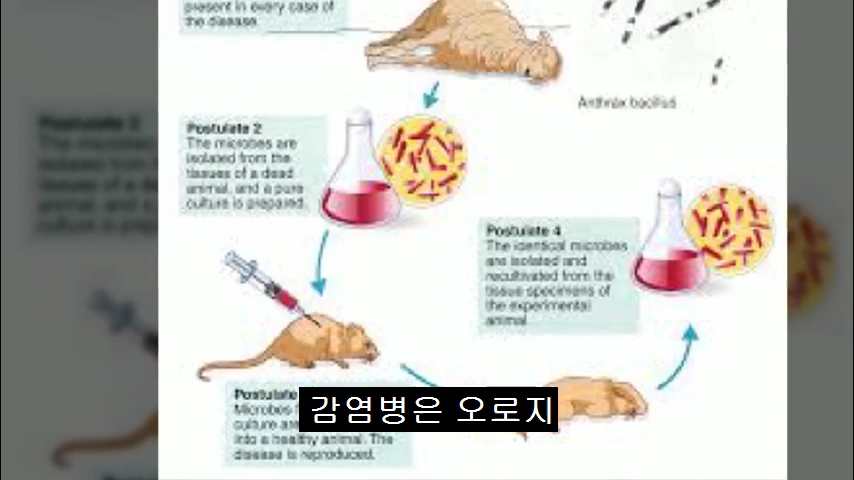 present in every case of
the disease.
Anthrax bacillus
Postulate 2
The microbes are
isolated from the
tissues of a dead
animal, and a pure
culture is prepared.
Postulate 4
The identical microbes
are isolated and
recultivated from the
tissue specimens of
the experimental
animal
Postulate
Microbes
culture are
감염병은 오로지
into a healthy animal. The
disease is reproduced.